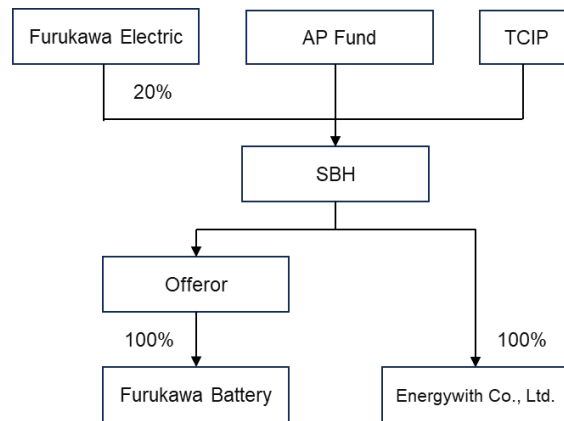 Furukawa Electric
AP Fund
TCIP
20%
SBH
Offeror
100%
100%
Furukawa Battery
Energywith Co., Ltd.